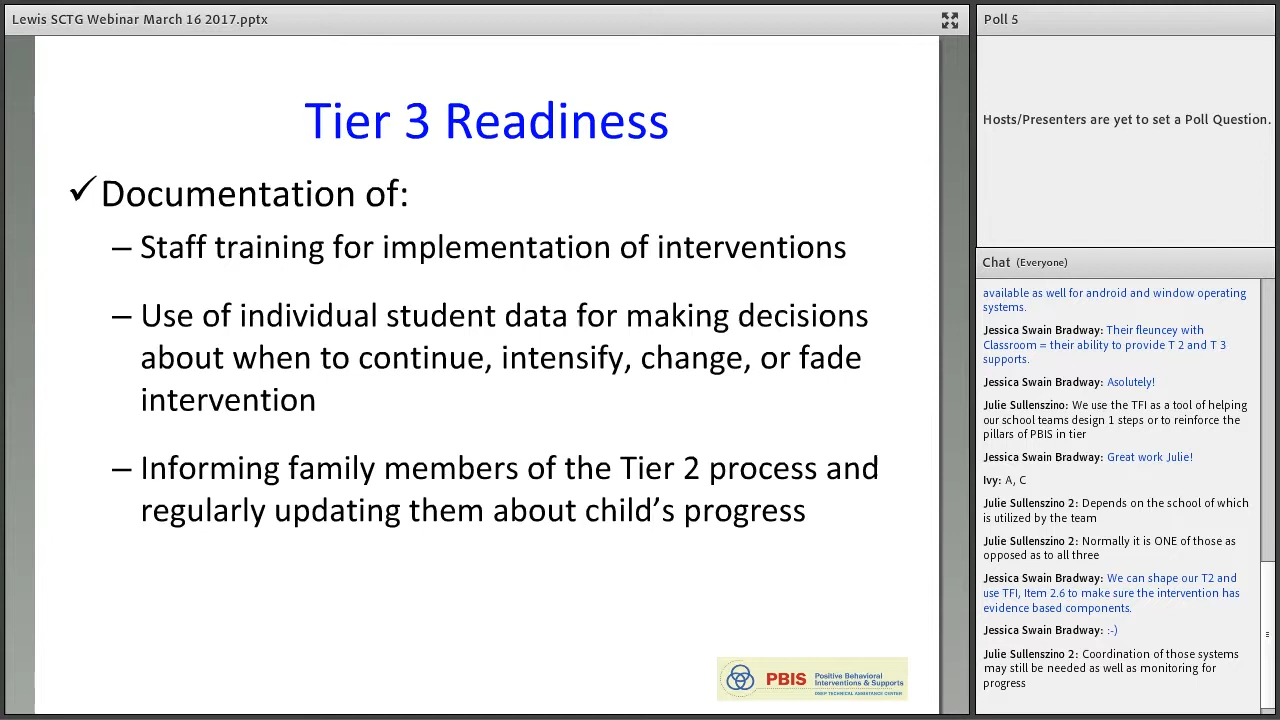 Lewis SCTG Webinar March 16 2017.pptx
Tier 3 Readiness
✓Documentation of:
– Staff training for implementation of interventions
– Use of individual student data for making decisions
about when to continue, intensify, change, or fade
intervention
– Informing family members of the Tier 2 process and
regularly updating them about child's progress
PBIS
Positive Behavioral
Interventions & Supports
OSEP TECHNICAL ASSISTANCE CENTER
Poll 5
Hosts/Presenters are yet to set a Poll Question.
Chat (Everyone)
available as well for android and window operating
systems.
Jessica Swain Bradway: Their fleuncey with
Classroom = their ability to provide T 2 and T 3
supports.
Jessica Swain Bradway: Asolutely!
Julie Sullenszino: We use the TFI as a tool of helping
our school teams design 1 steps or to reinforce the
pillars of PBIS in tier
Jessica Swain Bradway: Great work Julie!
Ivy: A, C
Julie Sullenszino 2: Depends on the school of which
is utilized by the team
Julie Sullenszino 2: Normally it is ONE of those as
opposed as to all three
Jessica Swain Bradway: We can shape our T2 and
use TFI, Item 2.6 to make sure the intervention has
evidence based components.
Jessica Swain Bradway: :-)
Julie Sullenszino 2: Coordination of those systems
may still be needed as well as monitoring for
progress